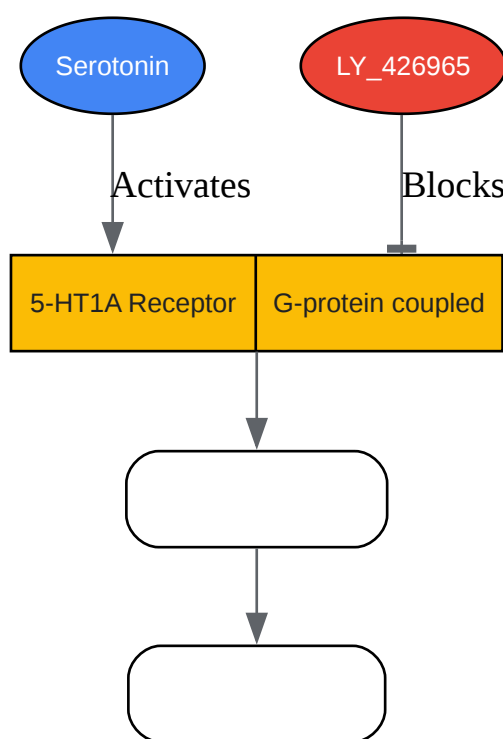 Serotonin
LY_426965
Activates
Blocks
5-HT1A Receptor
G-protein coupled